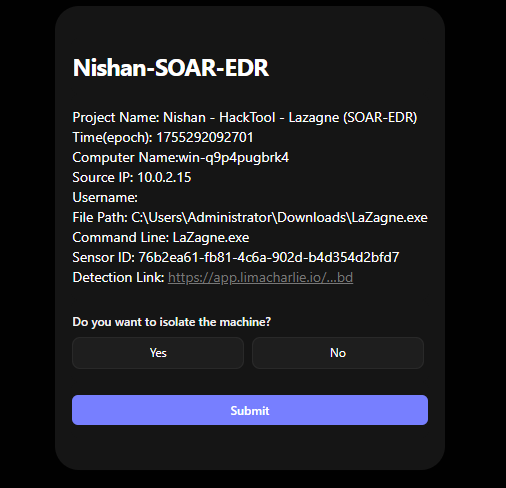 Nishan-SOAR-EDR
Project Name: Nishan - HackTool - Lazagne (SOAR-EDR)
Time(epoch): 1755292092701
Computer Name:win-q9p4pugbrk4
Source IP: 10.0.2.15
Username:
File Path: C:\Users\Administrator\Downloads\LaZagne.exe
Command Line: LaZagne.exe
Sensor ID: 76b2ea61-fb81-4c6a-902d-b4d354d2bfd7
Detection Link: https://app.limacharlie.io/...bd
Do you want to isolate the machine?
Yes No
Submit